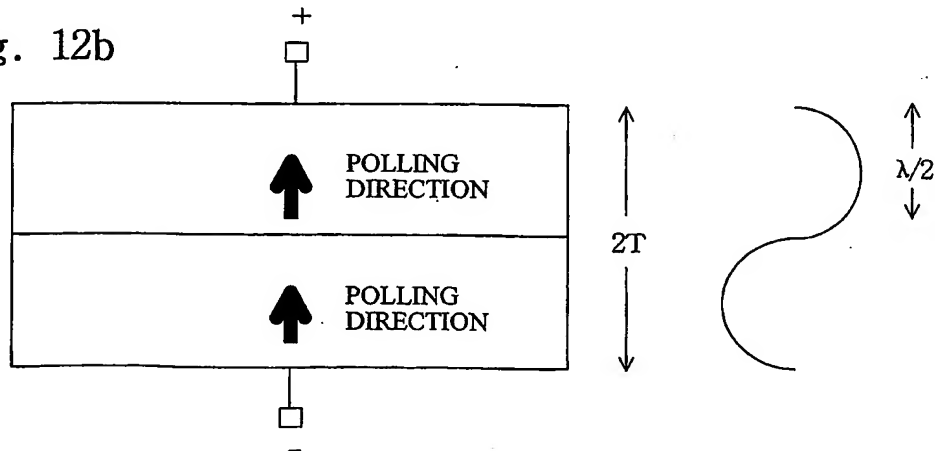 g. 12b
+
POLLING
DIRECTION
λ/2
2T
POLLING
DIRECTION
-